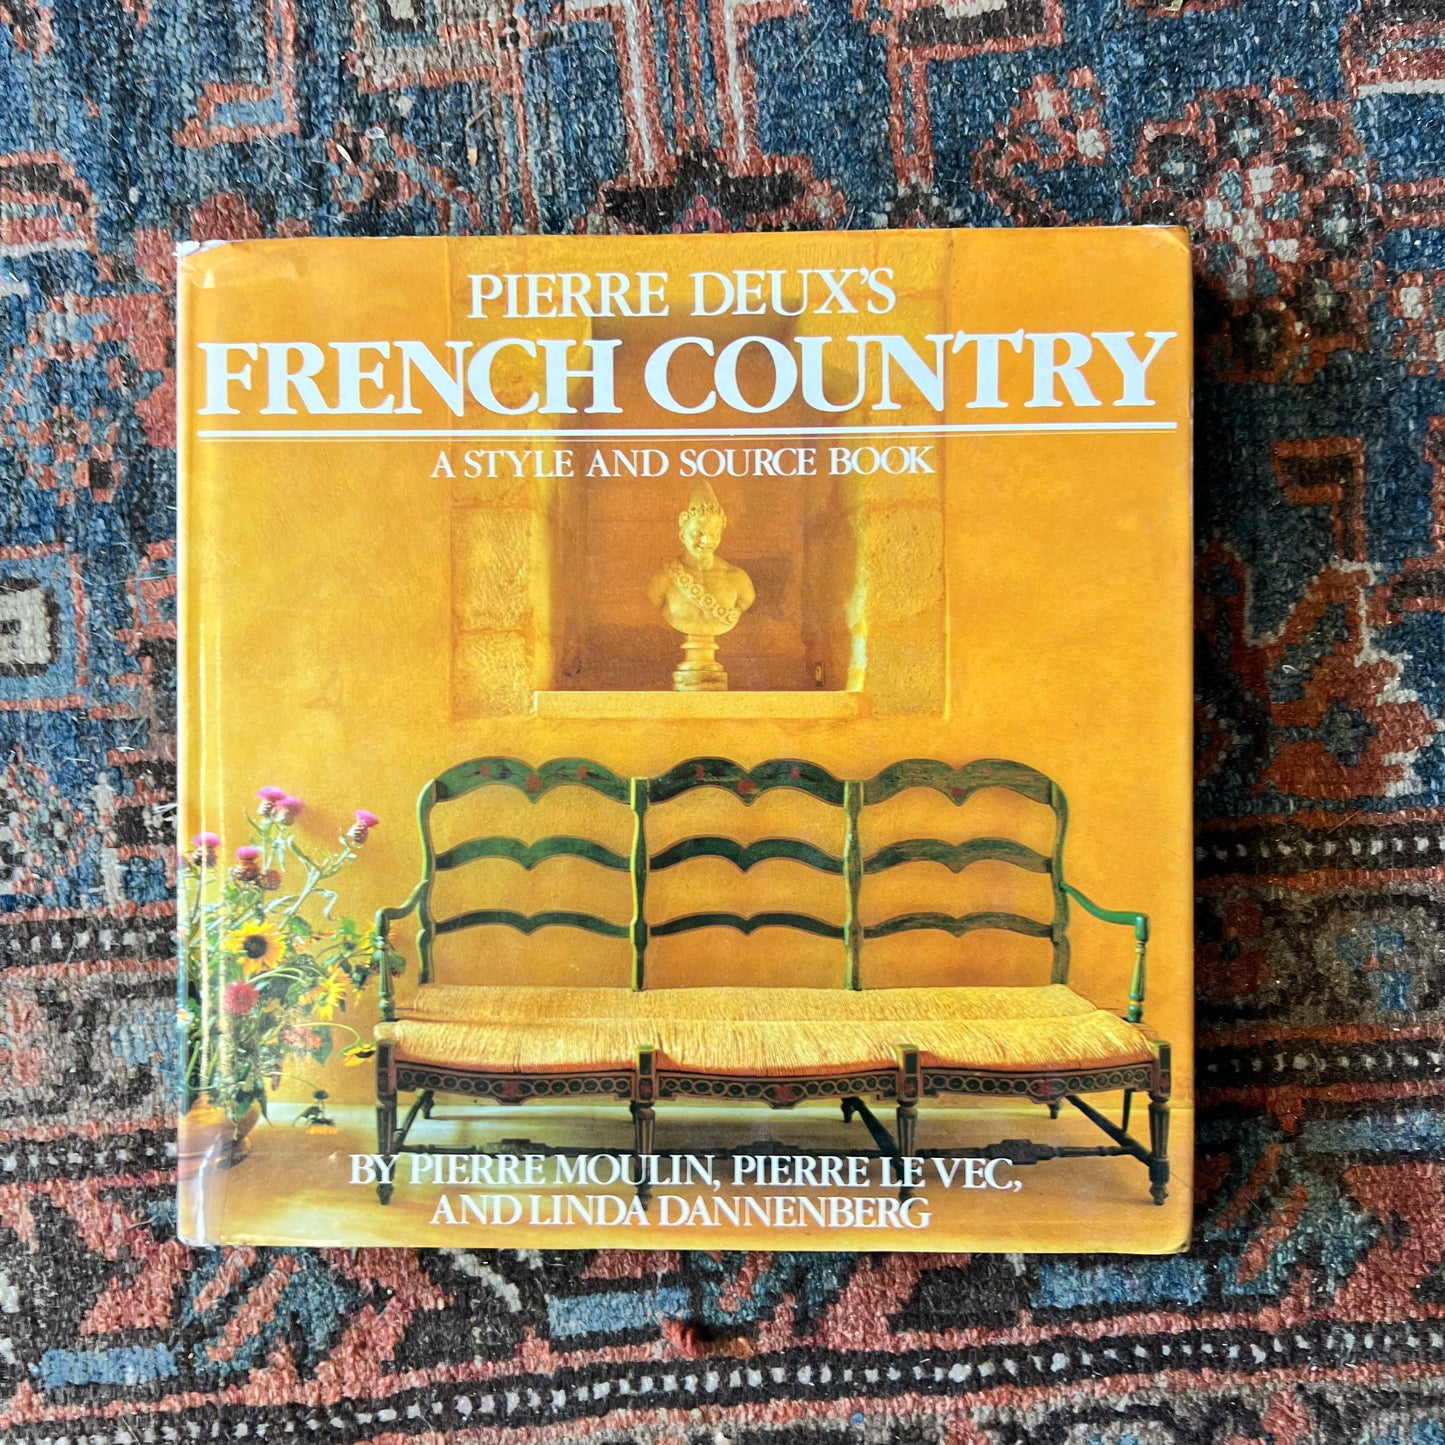 PIERRE DEUX'S
FRENCH COUNTRY
A STYLE AND SOURCE BOOK
BY PIERRE MOULIN, PIERRE LE VEC,
AND LINDA DANNENBERG